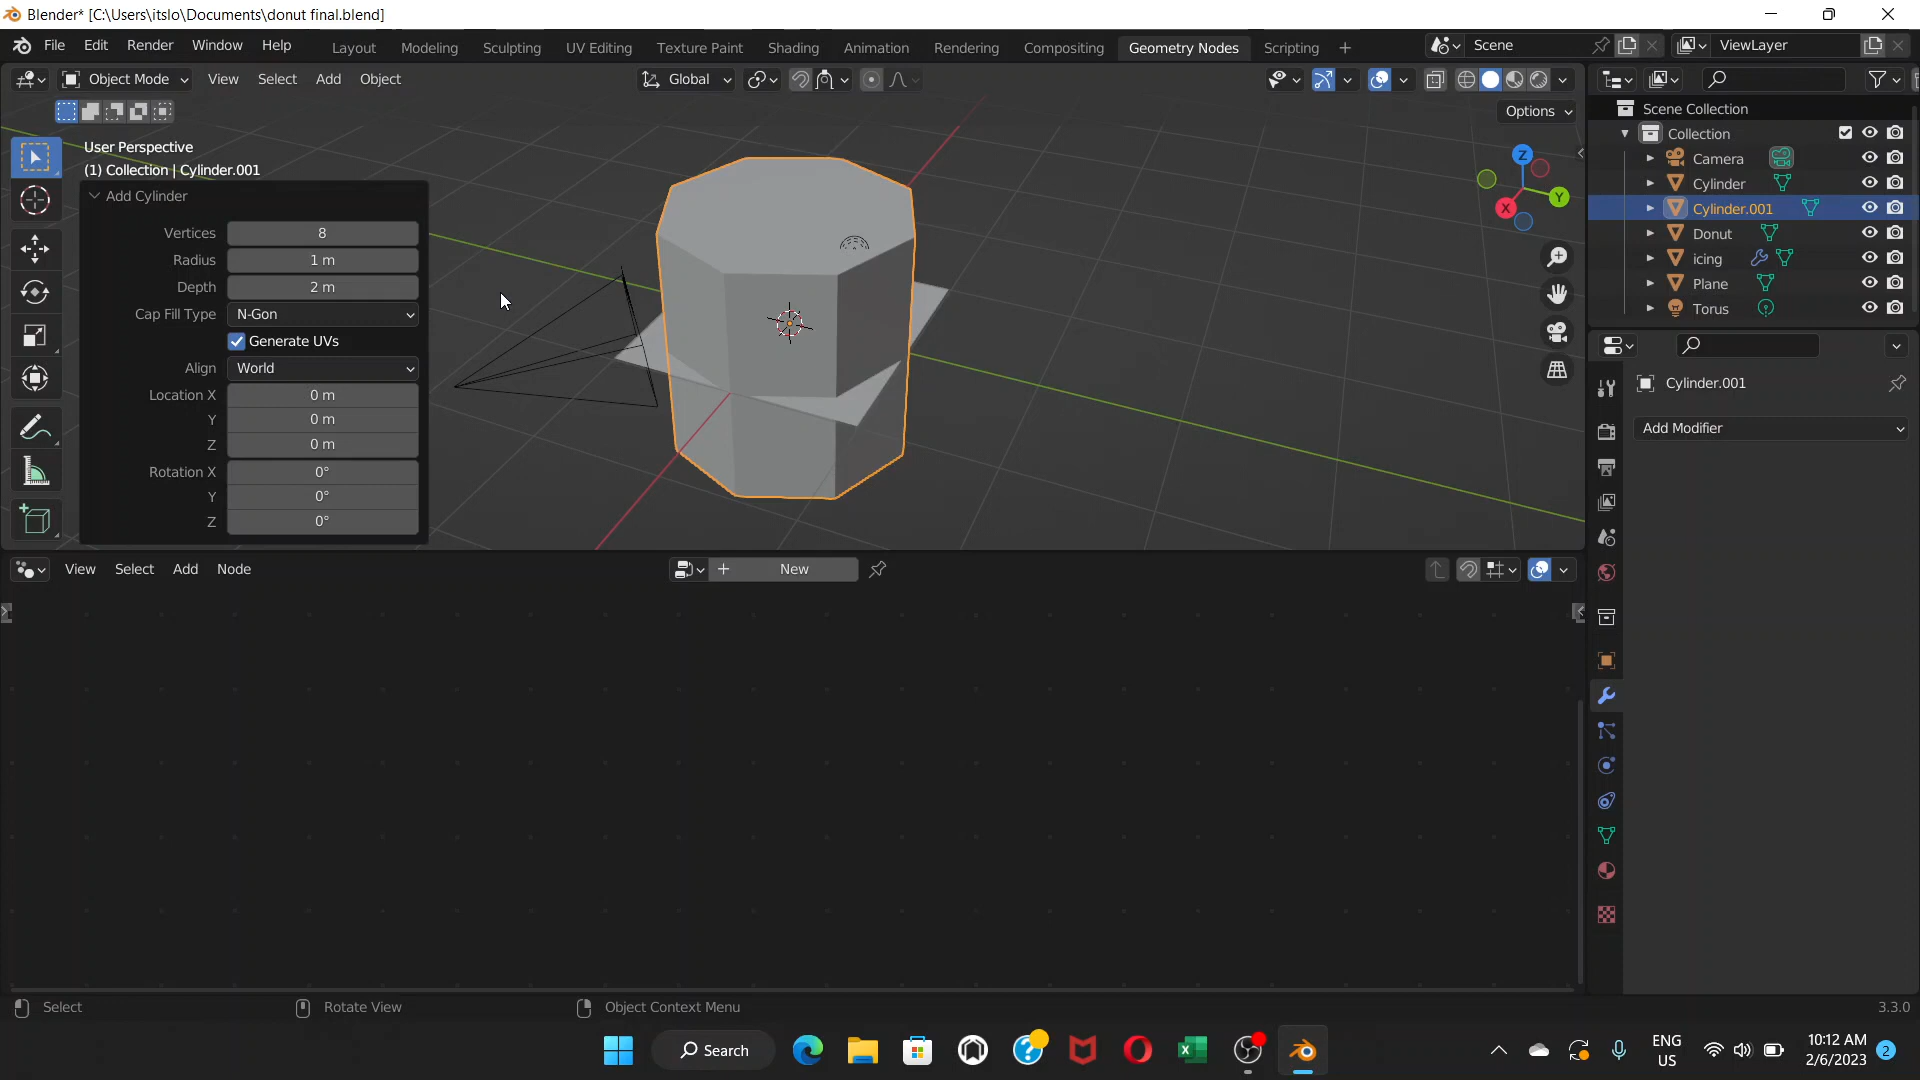 Blender* [C:\Users\itslo\Documents\donut final.blend]
File Edit Render Window Help Layout Modeling Sculpting UV Editing Texture Paint Shading Animation Rendering Compositing Geometry Nodes Scripting Scene ViewLayer
Object Mode View Select Add Object Global
Options
User Perspective
(1) Collection | Cylinder.001
Add Cylinder
Vertices 8
Radius 1 m
Depth 2 m
Cap Fill Type N-Gon
Generate UVs
Align World
Location X 0 m
Y 0 m
Z 0 m
Rotation X 0°
Y 0°
Z 0°
Z
Y
X
Scene Collection
Collection
Camera
Cylinder
Cylinder.001
Donut
icing
Plane
Torus
Cylinder.001
Add Modifier
View Select Add Node New
Select Rotate View Object Context Menu 3.3.0
Search
ENG
US
10:12 AM
2/6/2023
2